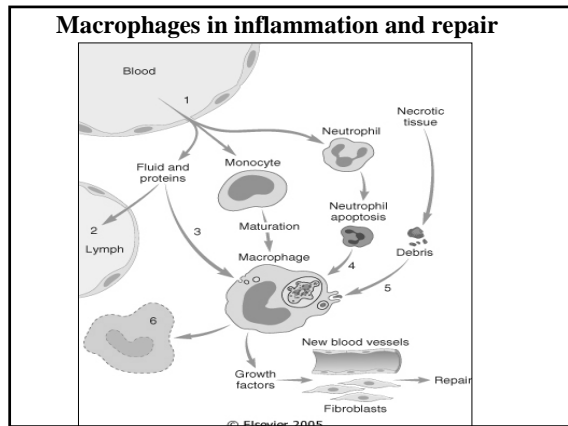 Macrophages in inflammation and repair
Blood
1
Neutrophil
Necrotic
tissue
Fluid and
proteins
Monocyte
Neutrophil
apoptosis
2
Lymph
3
Maturation
Macrophage
4
Debris
5
6
New blood vessels
Growth
factors
Repair
Fibroblasts
© Elsevier 2005